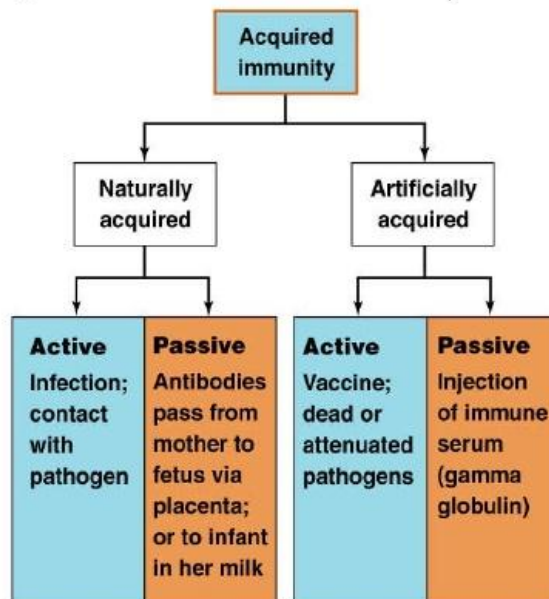 Acquired
immunity
Naturally
acquired
Artificially
acquired
Active
Infection;
contact
with
pathogen
Passive
Antibodies
pass from
mother to
fetus via
placenta;
or to infant
in her milk
Active
Vaccine;
dead or
attenuated
pathogens
Passive
Injection
of immune
serum
(gamma
globulin)